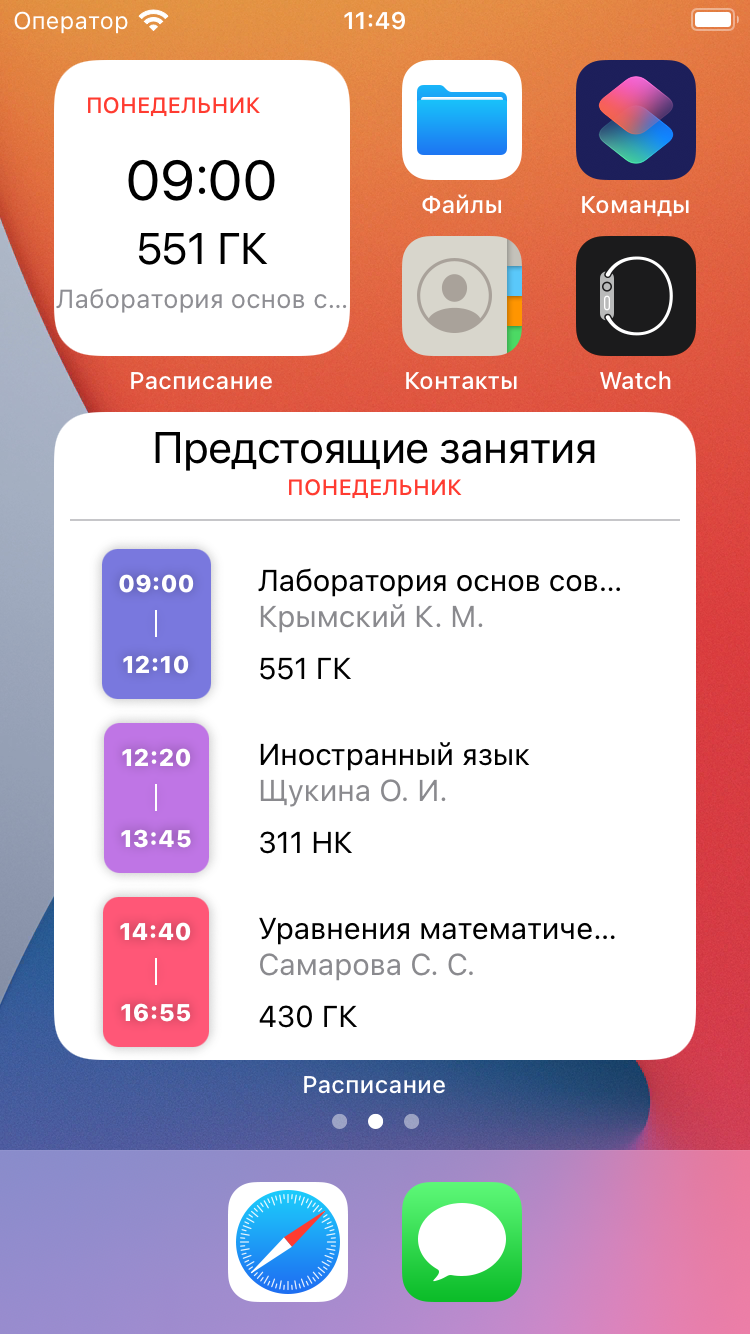 Оператор 11:49
ПОНЕДЕЛЬНИК
09:00
551 ГК
Лаборатория основ с...
Расписание
Файлы
Команды
Контакты
Watch
Предстоящие занятия
ПОНЕДЕЛЬНИК
09:00
12:10
Лаборатория основ сов...
Крымский К. М.
551 ГК
12:20
13:45
Иностранный язык
Щукина О. И.
311 НК
14:40
16:55
Уравнения математиче...
Самарова С. С.
430 ГК
Расписание